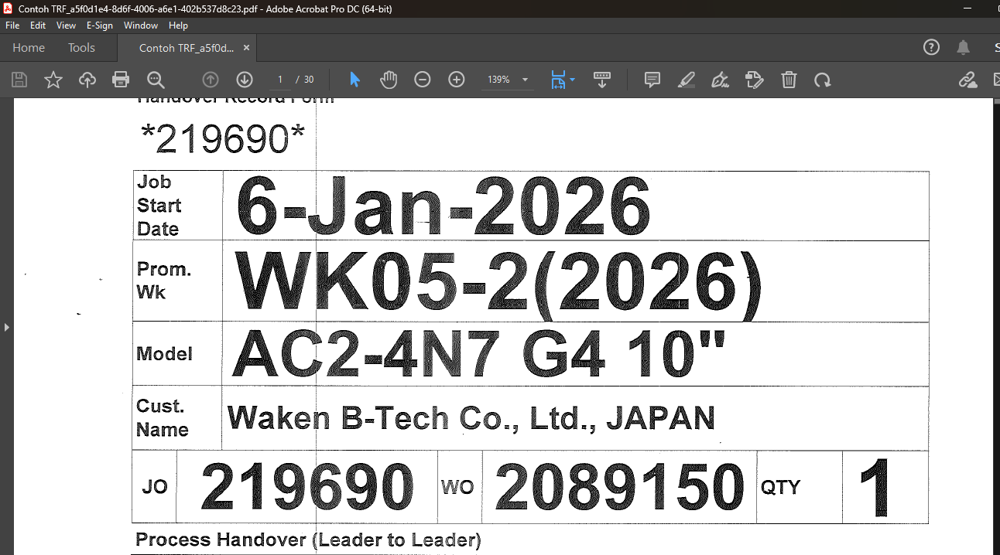 Contoh TRF_a5f0d1e4-8d6f-4006-a6e1-402b537d8c23.pdf - Adobe Acrobat Pro DC (64-bit)
File Edit View E-Sign Window Help
Home Tools Contoh TRF_a5f0d... ×
1 / 30 139%
Handover Record Form
*219690*
Job Start Date 6-Jan-2026
Prom. Wk WK05-2(2026)
Model AC2-4N7 G4 10"
Cust. Name Waken B-Tech Co., Ltd., JAPAN
JO 219690 WO 2089150 QTY 1
Process Handover (Leader to Leader)